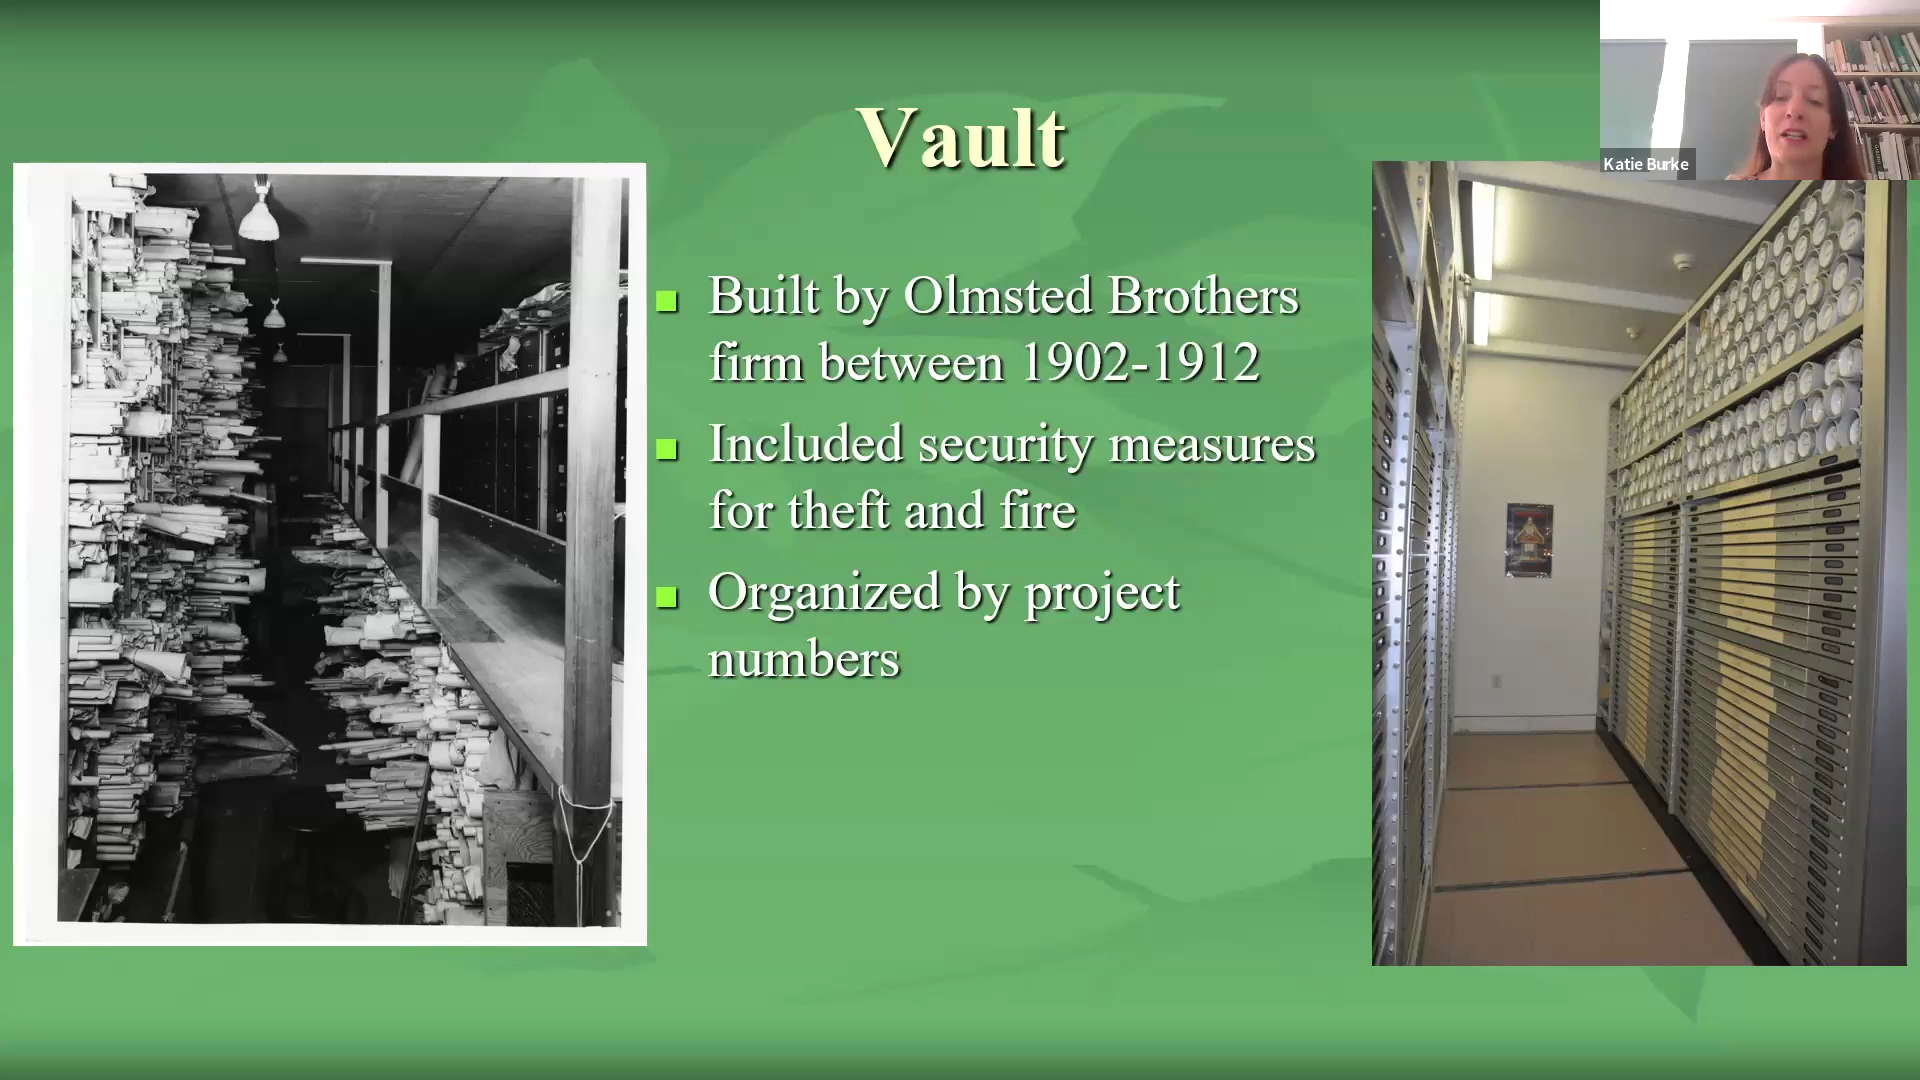 Katie Burke
Vault
Built by Olmsted Brothers
firm between 1902-1912
Included security measures
for theft and fire
Organized by project
numbers